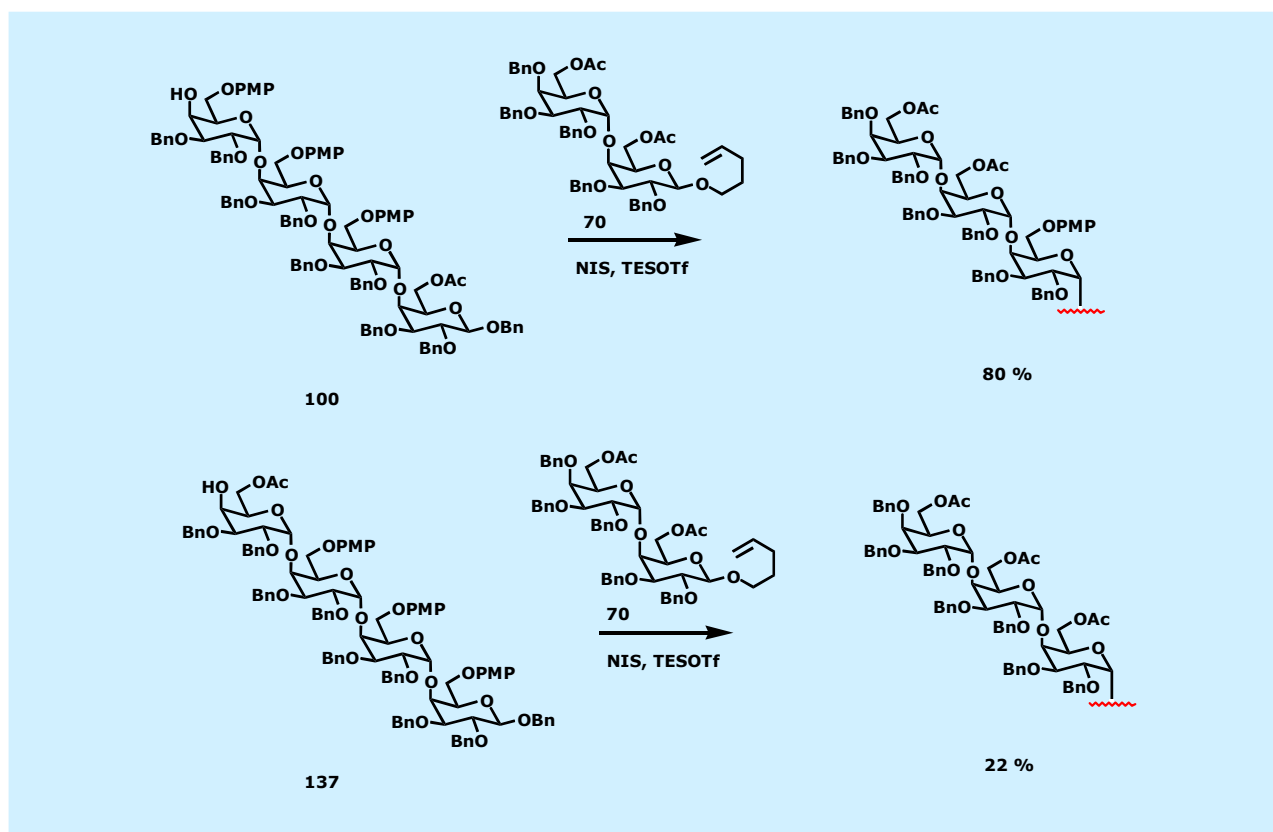 HO OPMP
O
BnO
BnO
O OPMP
O
BnO
BnO
O OPMP
O
BnO
BnO
O OAc
O
BnO OBn
BnO
100
BnO OAc
O
BnO
BnO
O OAc
O
BnO O
BnO
70
NIS, TESOTf
BnO OAc
O
BnO
BnO
O OAc
O
BnO
BnO
O OPMP
O
BnO
BnO
80 %
HO OAc
O
BnO
BnO
O OPMP
O
BnO
BnO
O OPMP
O
BnO
BnO
O OPMP
O
BnO OBn
BnO
137
BnO OAc
O
BnO
BnO
O OAc
O
BnO O
BnO
70
NIS, TESOTf
BnO OAc
O
BnO
BnO
O OAc
O
BnO
BnO
O OAc
O
BnO
BnO
22 %